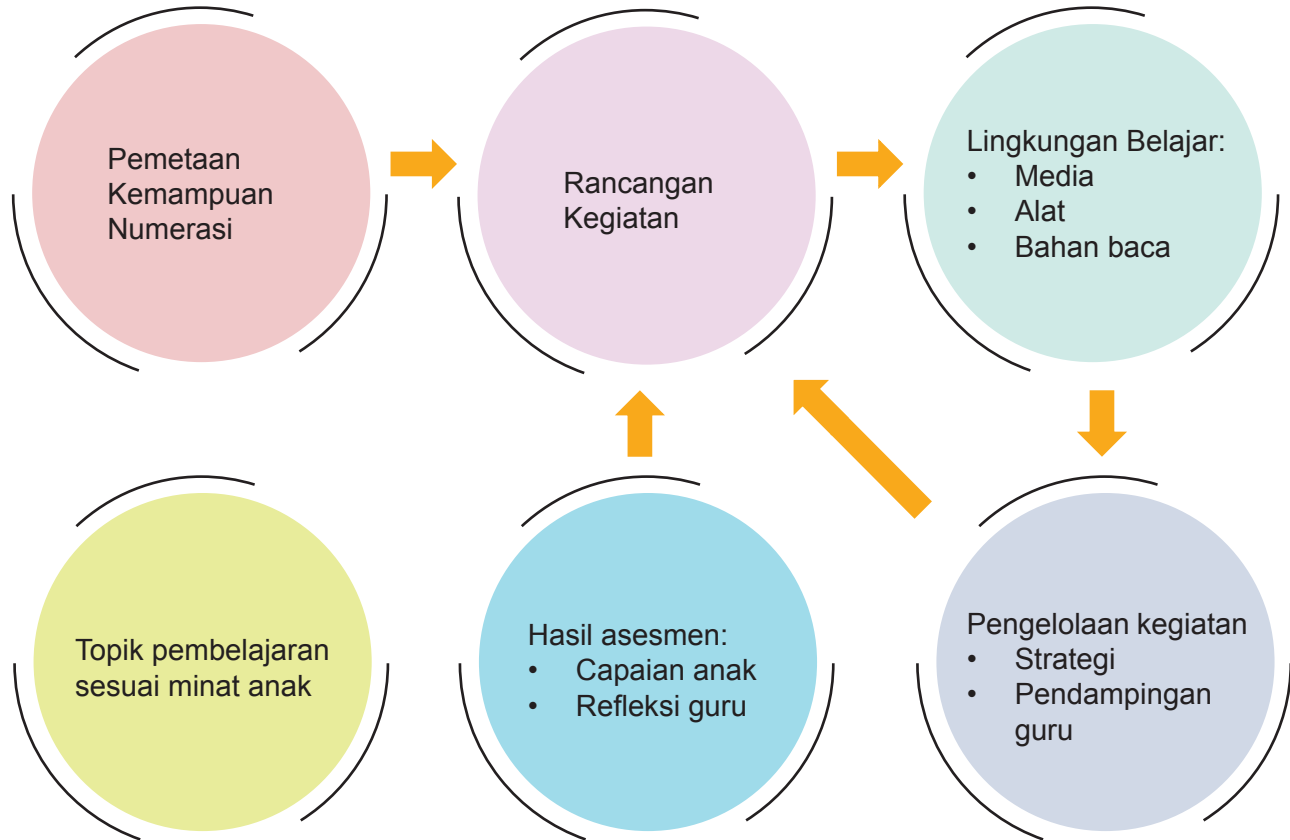 Pemetaan
Kemampuan
Numerasi
Rancangan
Kegiatan
Lingkungan Belajar:
• Media
• Alat
• Bahan baca
Topik pembelajaran
sesuai minat anak
Hasil asesmen:
• Capaian anak
• Refleksi guru
Pengelolaan kegiatan
• Strategi
• Pendampingan
guru